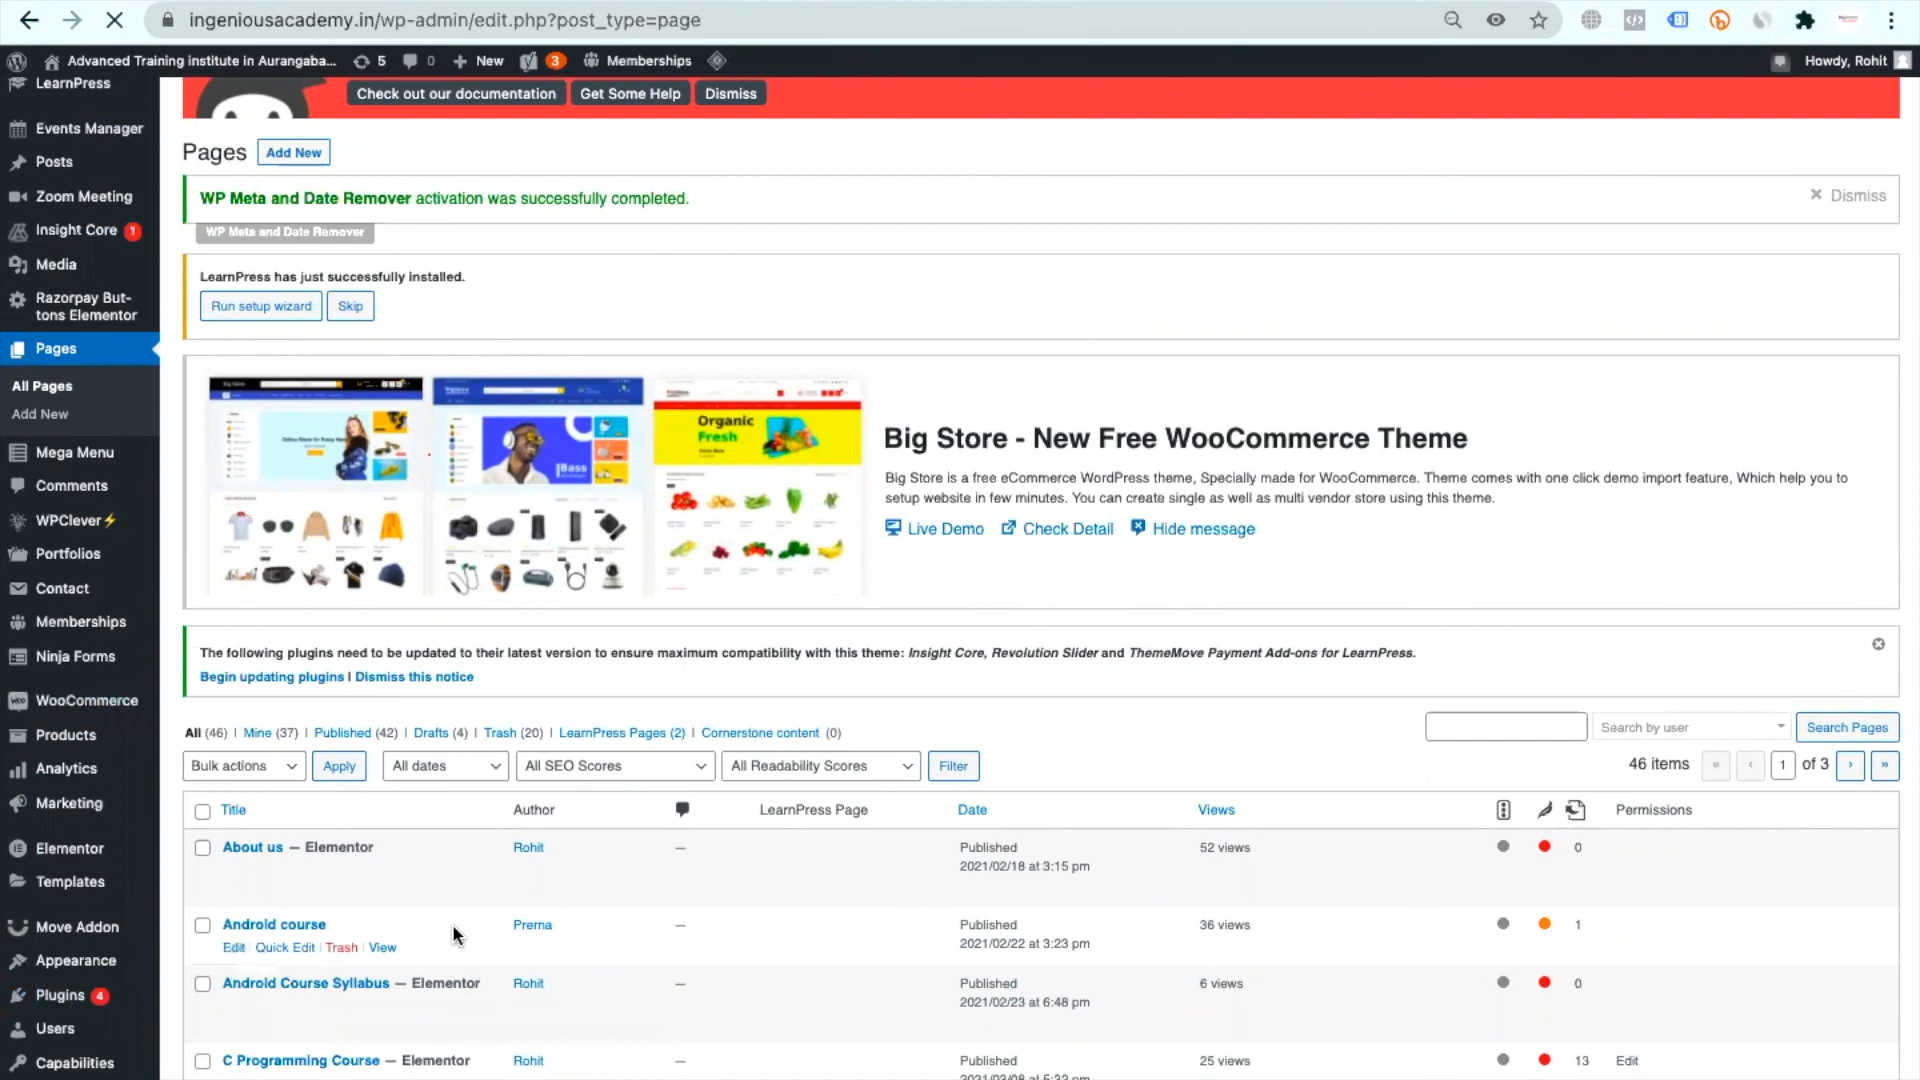 ingeniousacademy.in/wp-admin/edit.php?post_type=page
Advanced Training institute in Aurangaba... 5 0 New 3 Memberships Howdy, Rohit
LearnPress
Events Manager
Posts
Zoom Meeting
Insight Core 1
Media
Razorpay But-
tons Elementor
Pages
All Pages
Add New
Mega Menu
Comments
WPClever⚡
Portfolios
Contact
Memberships
Ninja Forms
WooCommerce
Products
Analytics
Marketing
Elementor
Templates
Move Addon
Appearance
Plugins 4
Users
Capabilities
Check out our documentation Get Some Help Dismiss
Pages Add New
WP Meta and Date Remover activation was successfully completed. Dismiss
WP Meta and Date Remover
LearnPress has just successfully installed.
Run setup wizard Skip
Big Store
Organic
Fresh
Bass
Big Store - New Free WooCommerce Theme
Big Store is a free eCommerce WordPress theme, Specially made for WooCommerce. Theme comes with one click demo import feature, Which help you to
setup website in few minutes. You can create single as well as multi vendor store using this theme.
Live Demo Check Detail Hide message
The following plugins need to be updated to their latest version to ensure maximum compatibility with this theme: Insight Core, Revolution Slider and ThemeMove Payment Add-ons for LearnPress.
Begin updating plugins | Dismiss this notice
All (46) | Mine (37) | Published (42) | Drafts (4) | Trash (20) | LearnPress Pages (2) | Cornerstone content (0)
Search by user Search Pages
Bulk actions Apply All dates All SEO Scores All Readability Scores Filter 46 items « ‹ 1 of 3 › »
Title Author LearnPress Page Date Views Permissions
About us — Elementor Rohit — Published 52 views 0
2021/02/18 at 3:15 pm
Android course Prerna — Published 36 views 1
Edit | Quick Edit | Trash | View 2021/02/22 at 3:23 pm
Android Course Syllabus — Elementor Rohit — Published 6 views 0
2021/02/23 at 6:48 pm
C Programming Course — Elementor Rohit — Published 25 views 13 Edit
2021/03/08 at 5:32 pm